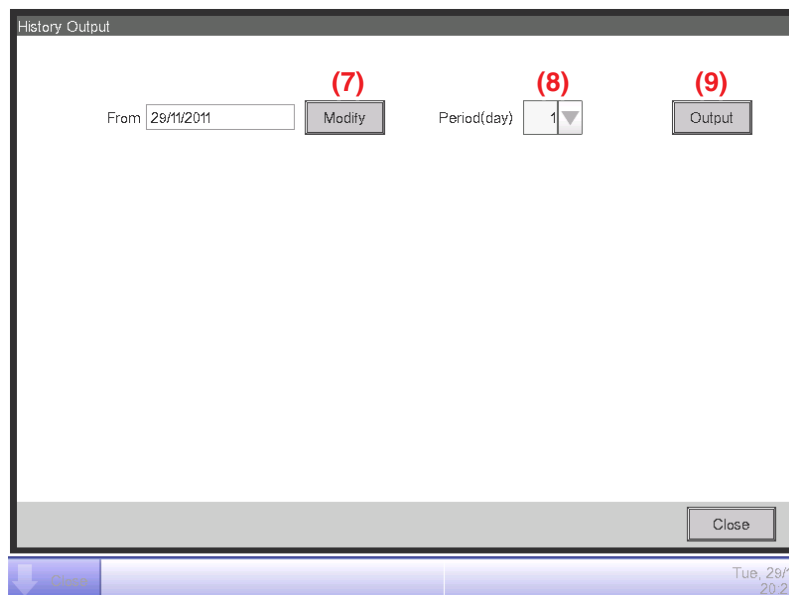 History Output
(7) (8) (9)
From 29/11/2011 Modify Period(day) 1 Output
Close
Tue, 29/1
20:2